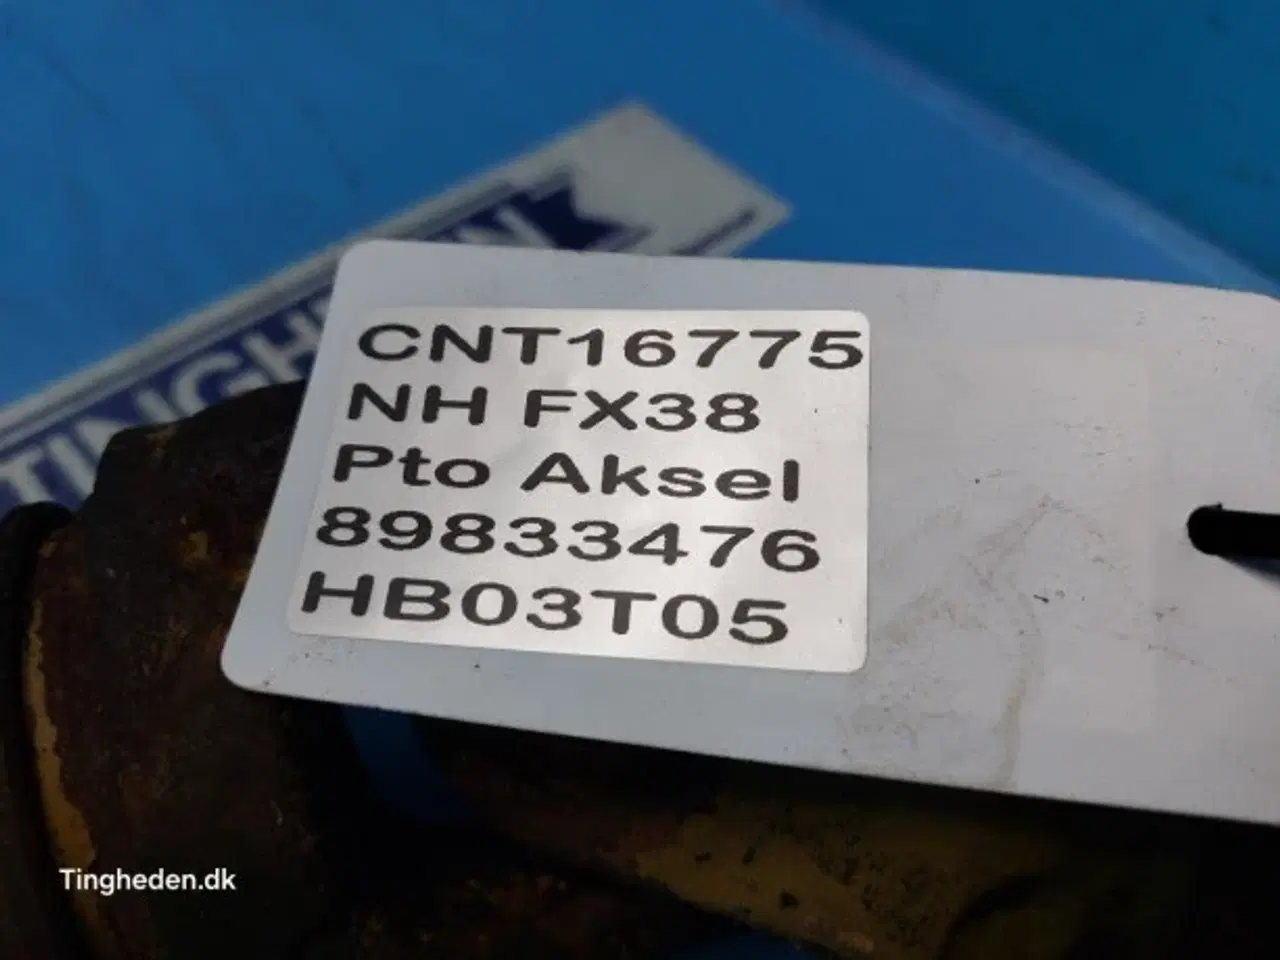 CNT16775
NH FX38
Pto Aksel
89833476
HB03T05
Tingheden.dk